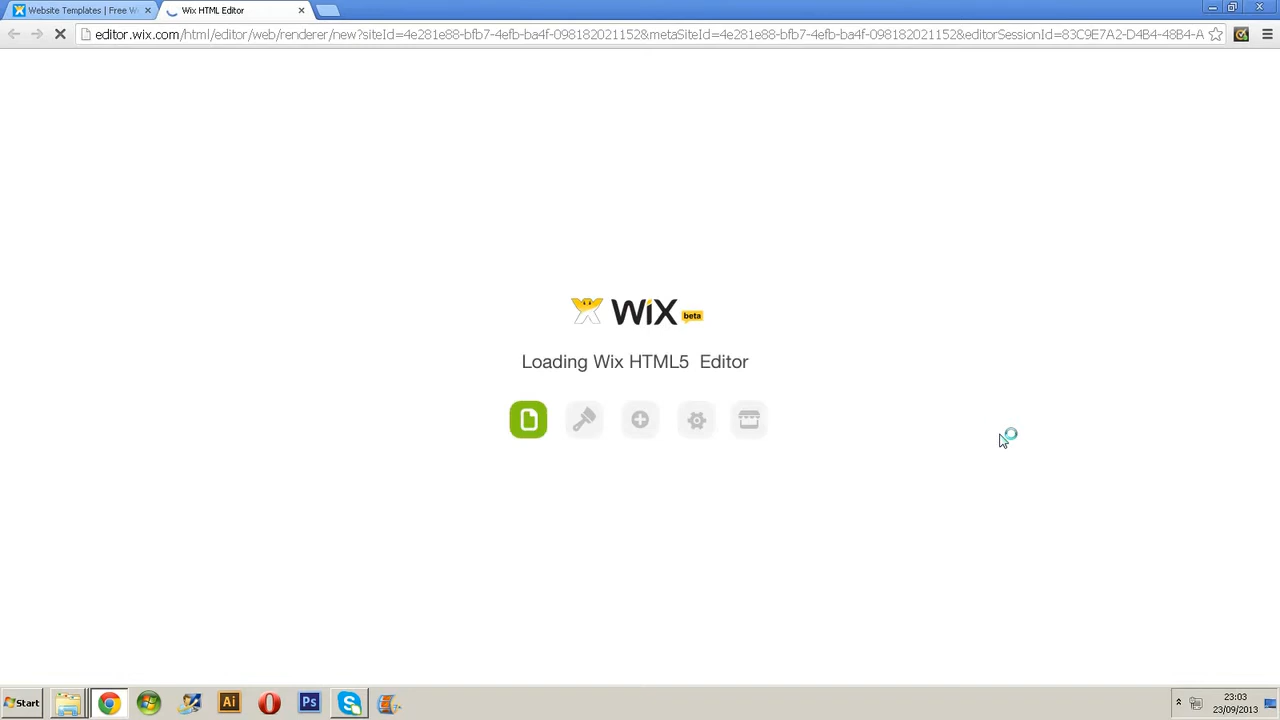 Website Templates | Free W
Wix HTML Editor
editor.wix.com/html/editor/web/renderer/new?siteId=4e281e88-bfb7-4efb-ba4f-098182021152&metaSiteId=4e281e88-bfb7-4efb-ba4f-098182021152&editorSessionId=83C9E7A2-D4B4-48B4-A
WiX beta
Loading Wix HTML5 Editor
Start
Ai
Ps
23:03
23/09/2013